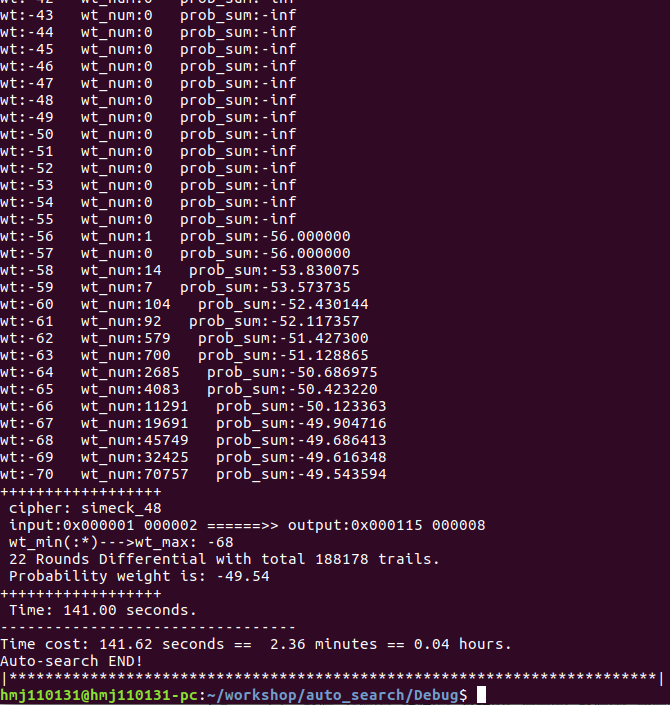 wt:-42   wt_num:0   prob_sum:-inf
wt:-43   wt_num:0   prob_sum:-inf
wt:-44   wt_num:0   prob_sum:-inf
wt:-45   wt_num:0   prob_sum:-inf
wt:-46   wt_num:0   prob_sum:-inf
wt:-47   wt_num:0   prob_sum:-inf
wt:-48   wt_num:0   prob_sum:-inf
wt:-49   wt_num:0   prob_sum:-inf
wt:-50   wt_num:0   prob_sum:-inf
wt:-51   wt_num:0   prob_sum:-inf
wt:-52   wt_num:0   prob_sum:-inf
wt:-53   wt_num:0   prob_sum:-inf
wt:-54   wt_num:0   prob_sum:-inf
wt:-55   wt_num:0   prob_sum:-inf
wt:-56   wt_num:1   prob_sum:-56.000000
wt:-57   wt_num:0   prob_sum:-56.000000
wt:-58   wt_num:14   prob_sum:-53.830075
wt:-59   wt_num:7   prob_sum:-53.573735
wt:-60   wt_num:104   prob_sum:-52.430144
wt:-61   wt_num:92   prob_sum:-52.117357
wt:-62   wt_num:579   prob_sum:-51.427300
wt:-63   wt_num:700   prob_sum:-51.128865
wt:-64   wt_num:2685   prob_sum:-50.686975
wt:-65   wt_num:4083   prob_sum:-50.423220
wt:-66   wt_num:11291   prob_sum:-50.123363
wt:-67   wt_num:19691   prob_sum:-49.904716
wt:-68   wt_num:45749   prob_sum:-49.686413
wt:-69   wt_num:32425   prob_sum:-49.616348
wt:-70   wt_num:70757   prob_sum:-49.543594
++++++++++++++++++
 cipher: simeck_48
 input:0x000001 000002 ======>> output:0x000115 000008
 wt_min(:*)--->wt_max: -68
 22 Rounds Differential with total 188178 trails.
 Probability weight is: -49.54
++++++++++++++++++
 Time: 141.00 seconds.
---------------------------------
Time cost: 141.62 seconds ==  2.36 minutes == 0.04 hours.
Auto-search END!
|************************************************************************|
hmj110131@hmj110131-pc:~/workshop/auto_search/Debug$